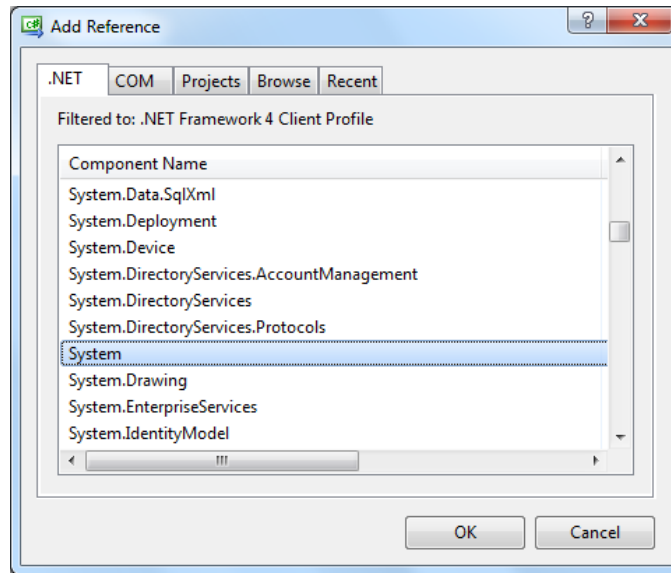 Add Reference
.NET COM Projects Browse Recent
Filtered to: .NET Framework 4 Client Profile
Component Name
System.Data.SqlXml
System.Deployment
System.Device
System.DirectoryServices.AccountManagement
System.DirectoryServices
System.DirectoryServices.Protocols
System
System.Drawing
System.EnterpriseServices
System.IdentityModel
OK Cancel